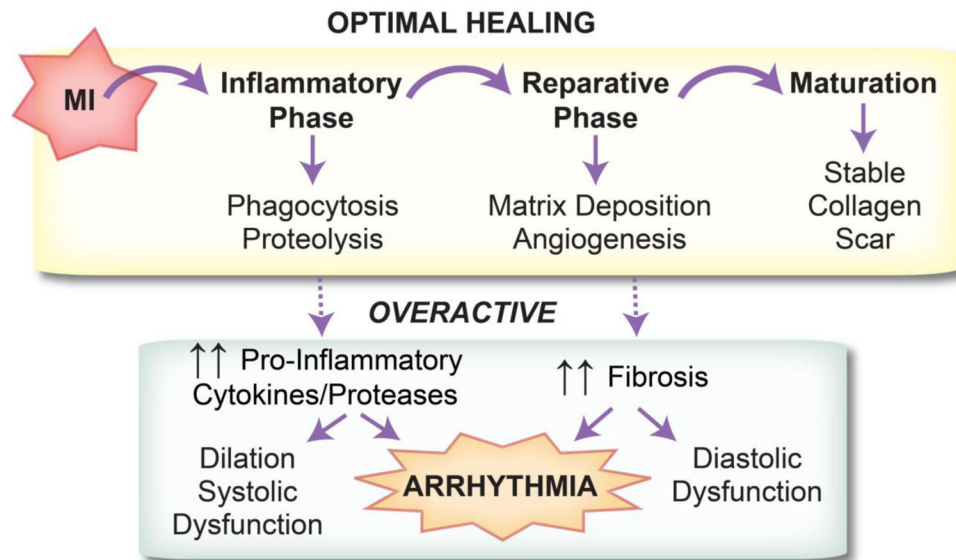 OPTIMAL HEALING
MI
Inflammatory
Phase
Reparative
Phase
Maturation
Phagocytosis
Proteolysis
Matrix Deposition
Angiogenesis
Stable
Collagen
Scar
OVERACTIVE
↑↑ Pro-Inflammatory
Cytokines/Proteases
↑↑ Fibrosis
Dilation
Systolic
Dysfunction
ARRHYTHMIA
Diastolic
Dysfunction